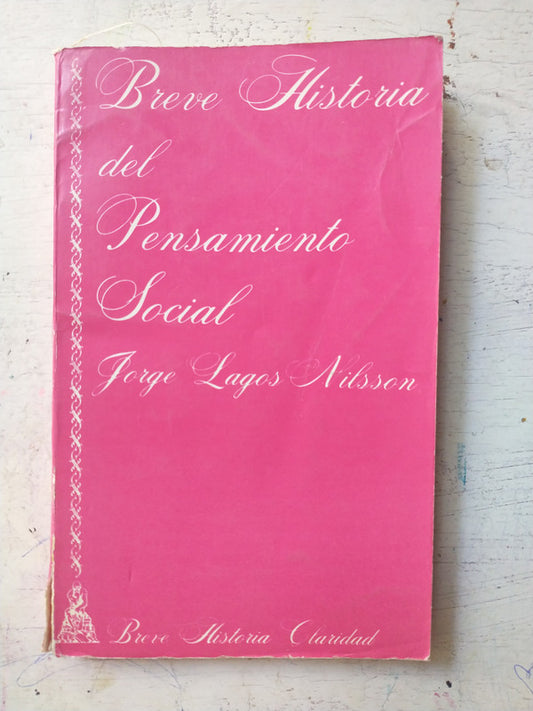 Breve Historia
del
Pensamiento
Social
Jorge Lagos Nilsson
Breve Historia Claridad